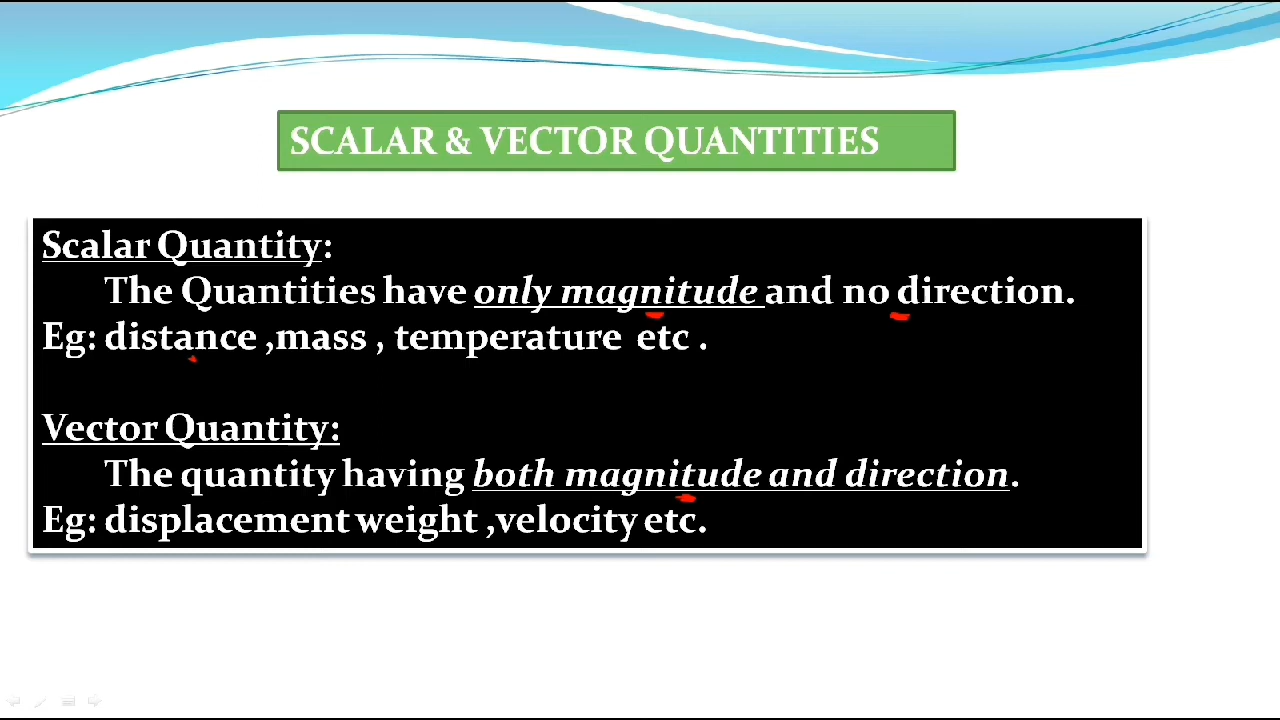 SCALAR & VECTOR QUANTITIES
Scalar Quantity:
The Quantities have only magnitude and no direction.
Eg: distance ,mass , temperature etc .
Vector Quantity:
The quantity having both magnitude and direction.
Eg: displacement weight ,velocity etc.